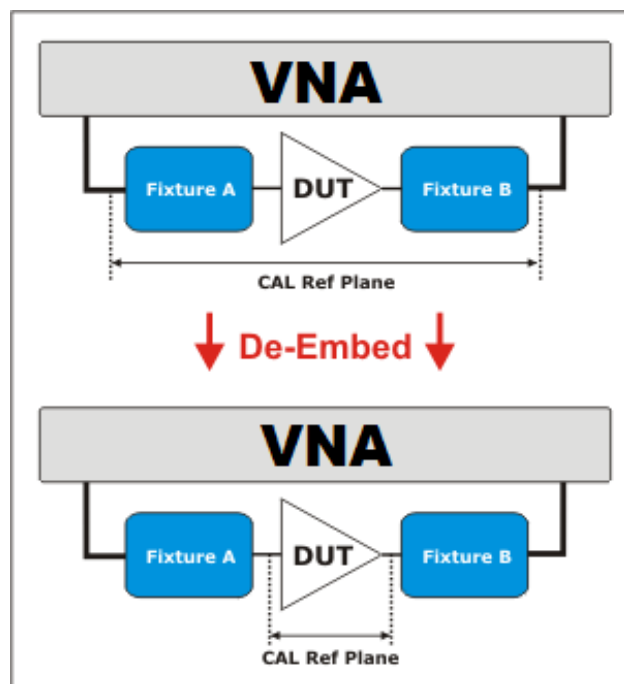 VNA
Fixture A DUT Fixture B
CAL Ref Plane
De-Embed
VNA
Fixture A DUT Fixture B
CAL Ref Plane